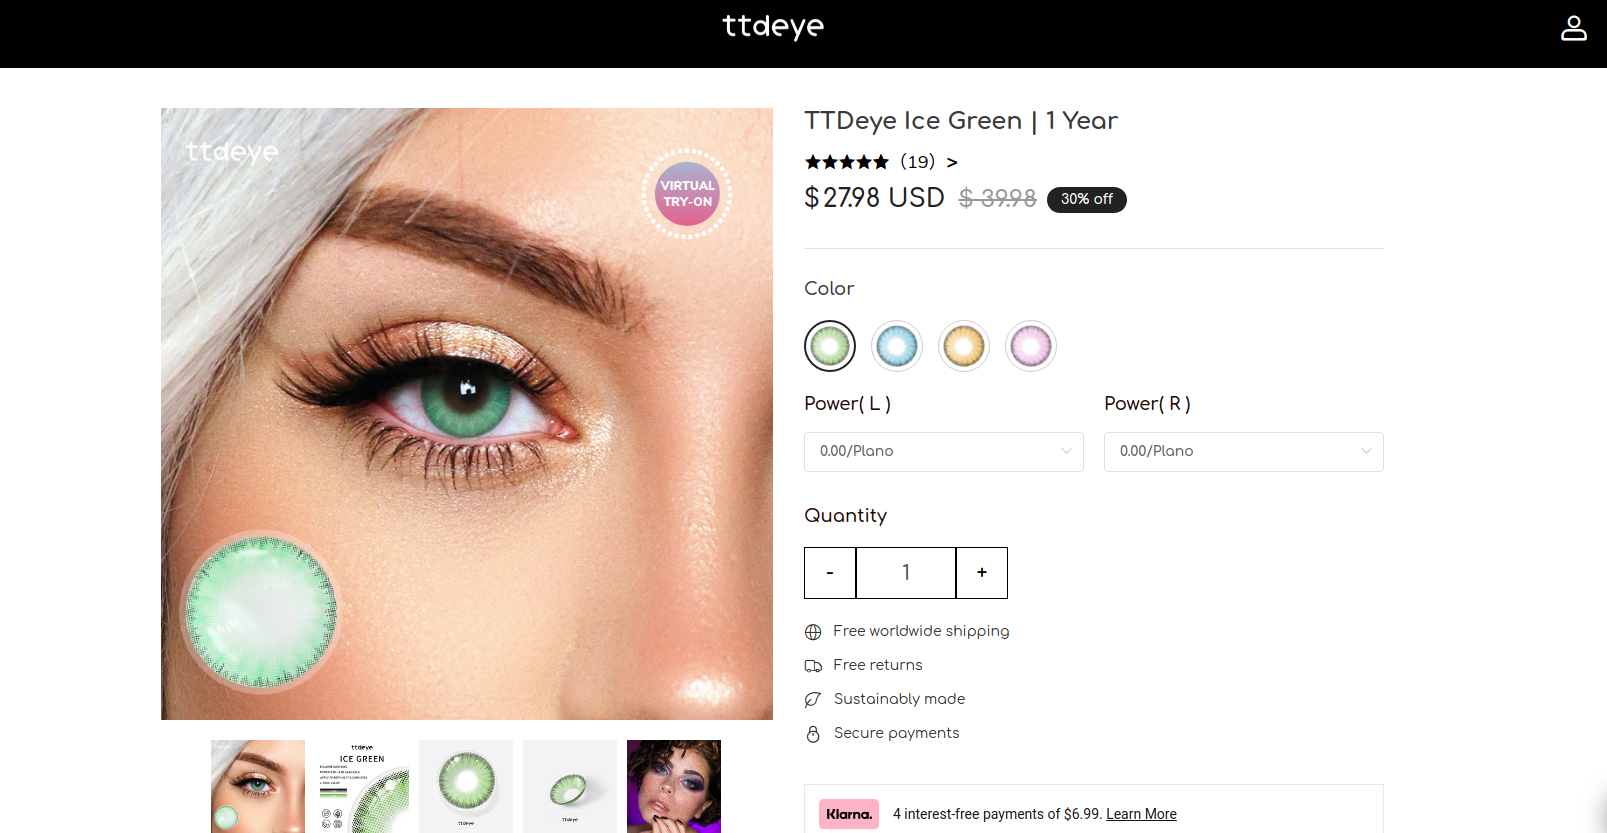 ttdeye
ttdeye
VIRTUAL
TRY-ON
TTDeye Ice Green | 1 Year
(19) >
$27.98 USD $ 39.98 30% off
Color
Power( L ) Power( R )
0.00/Plano 0.00/Plano
Quantity
- 1 +
Free worldwide shipping
Free returns
Sustainably made
Secure payments
Klarna. 4 interest-free payments of $6.99. Learn More
ttdeye
ICE GREEN
ttdeye
ttdeye